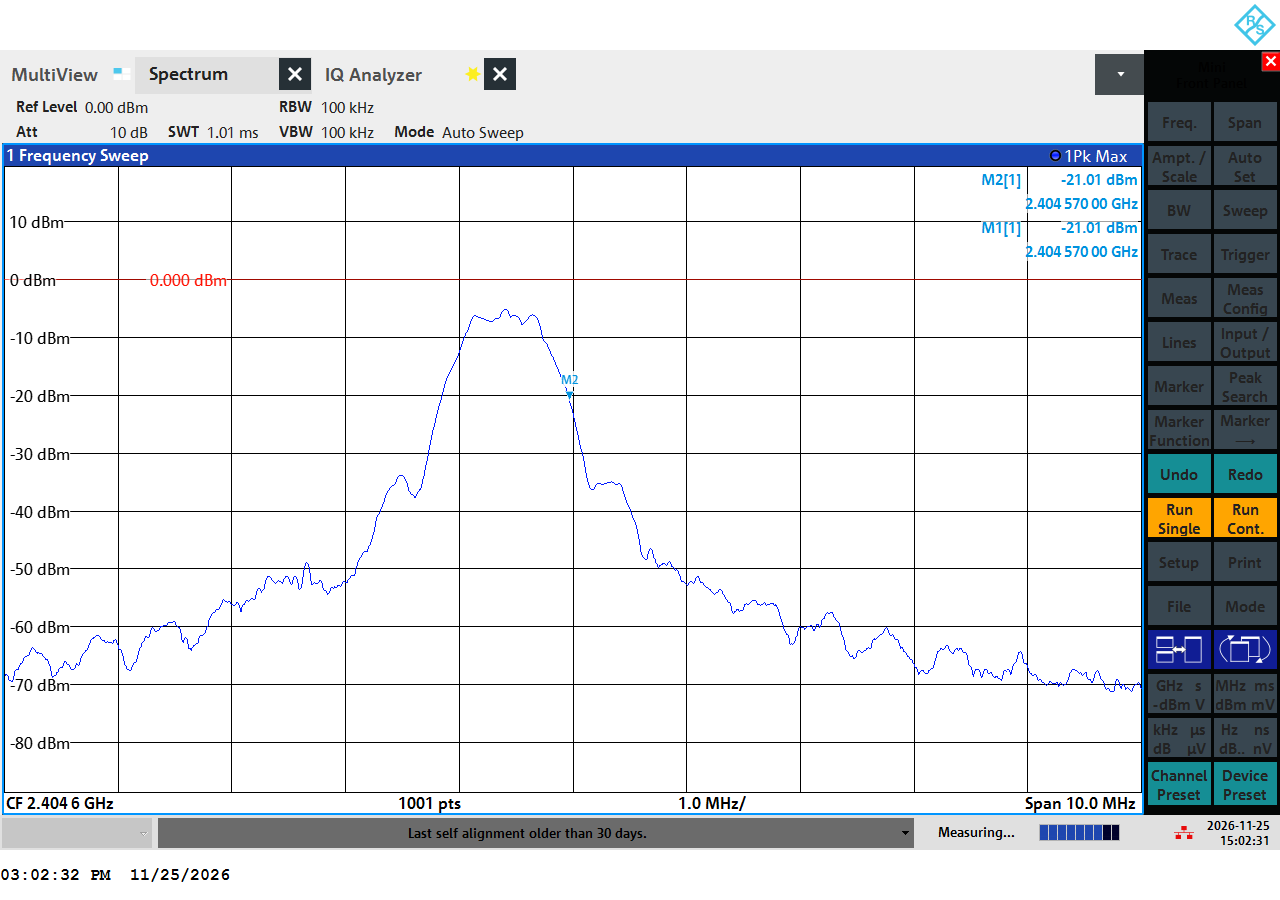 R S
MultiView
Spectrum
IQ Analyzer
Ref Level 0.00 dBm RBW 100 kHz
Att 10 dB SWT 1.01 ms VBW 100 kHz Mode Auto Sweep
1 Frequency Sweep 1Pk Max
M2[1] -21.01 dBm
2.404 570 00 GHz
M1[1] -21.01 dBm
2.404 570 00 GHz
10 dBm
0 dBm 0.000 dBm
-10 dBm
M2
-20 dBm
-30 dBm
-40 dBm
-50 dBm
-60 dBm
-70 dBm
-80 dBm
CF 2.404 6 GHz 1001 pts 1.0 MHz/ Span 10.0 MHz
Last self alignment older than 30 days.
Measuring...
2026-11-25
15:02:31
Freq. Span
Ampt. / Scale
Auto Set
BW Sweep
Trace Trigger
Meas
Meas Config
Lines
Input / Output
Marker
Peak Search
Marker Function
Marker →
Undo Redo
Run Single
Run Cont.
Setup Print
File Mode
GHz s
-dBm V
MHz ms
dBm mV
kHz µs
dB µV
Hz ns
dB.. nV
Channel Preset
Device Preset
03:02:32 PM 11/25/2026